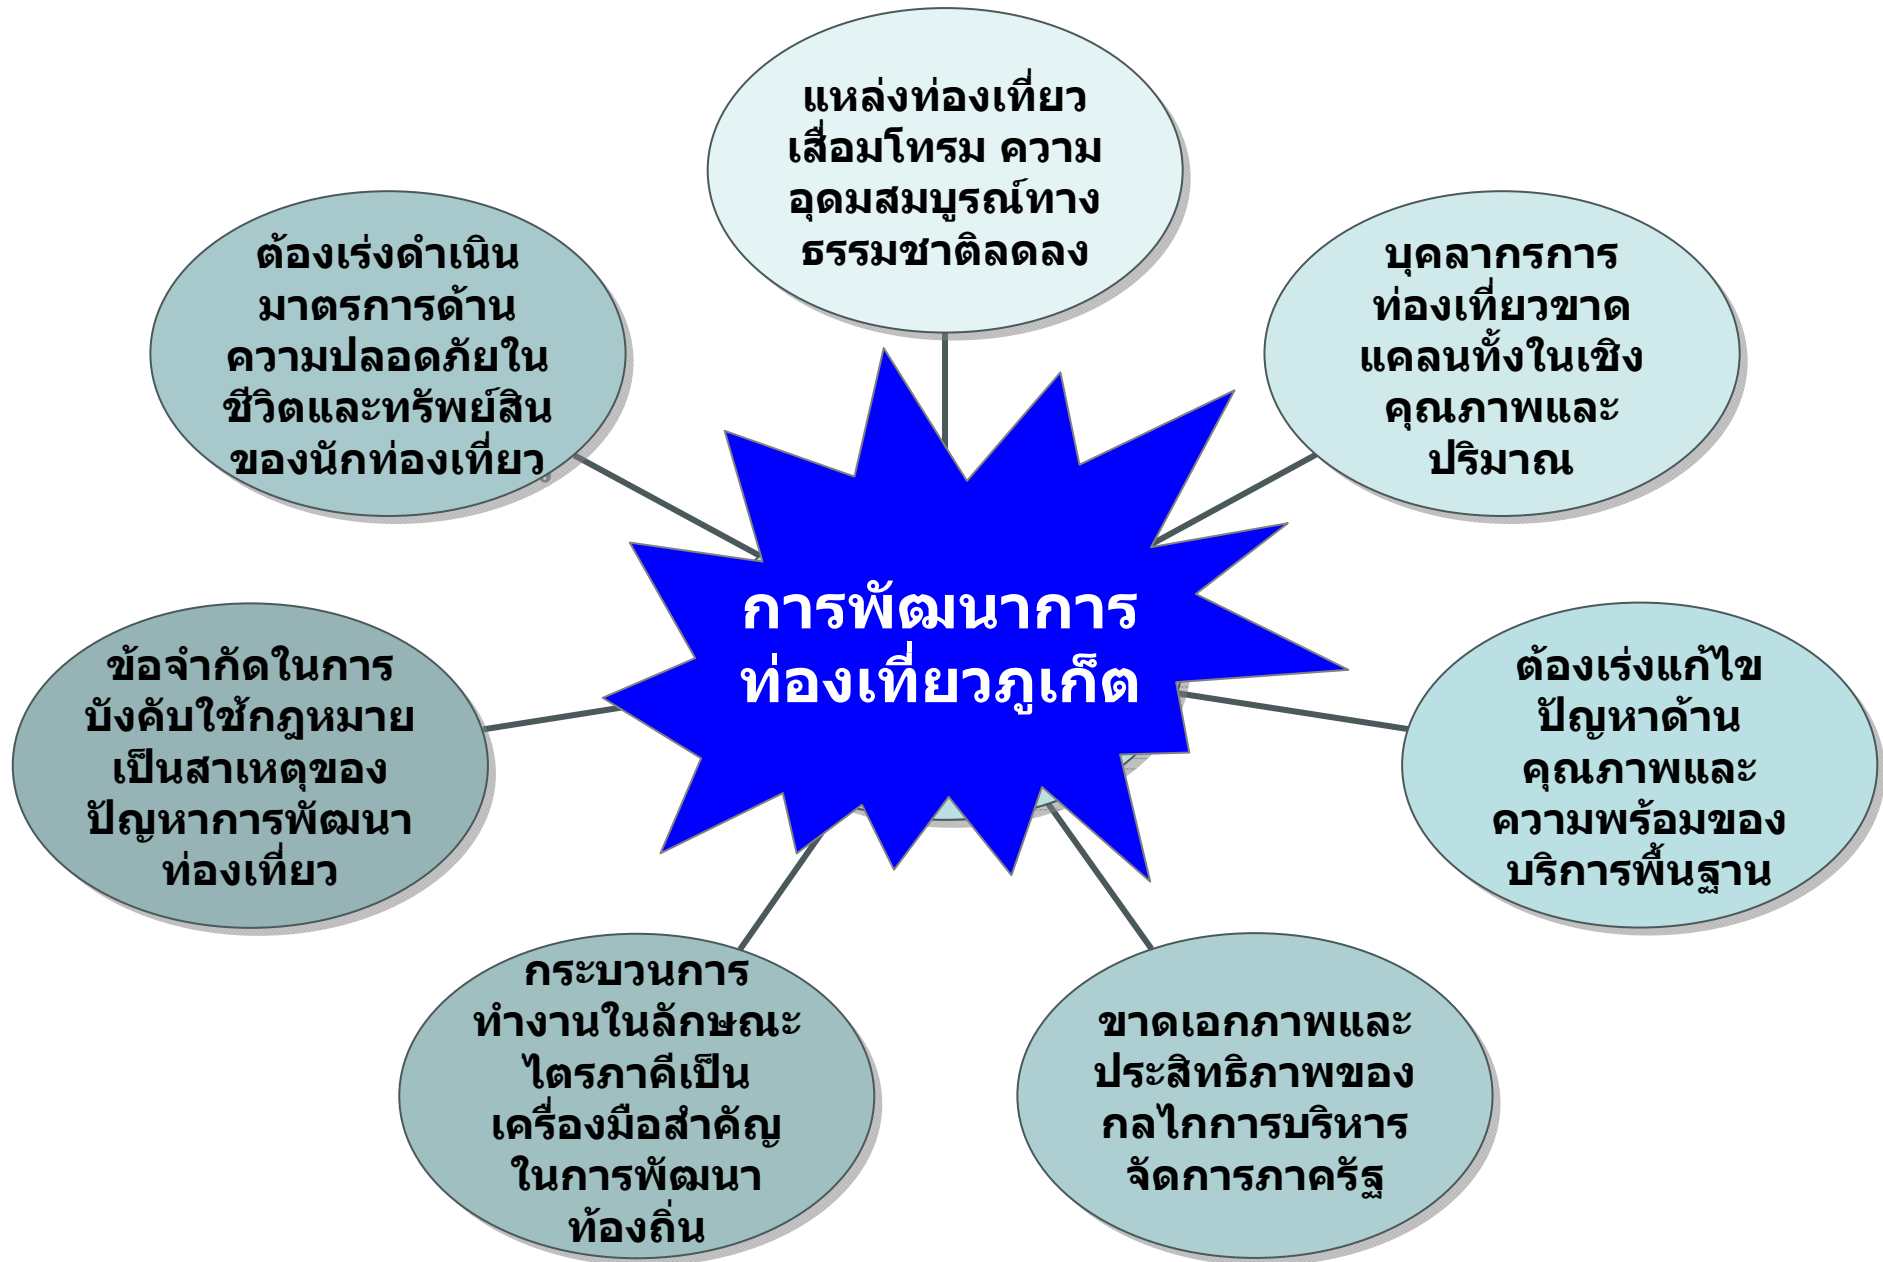 แหล่งท่องเที่ยว
เสื่อมโทรม ความ
อุดมสมบูรณ์ทาง
ธรรมชาติลดลง
บุคลากรการ
ท่องเที่ยวขาด
แคลนทั้งในเชิง
คุณภาพและ
ปริมาณ
ต้องเร่งแก้ไข
ปัญหาด้าน
คุณภาพและ
ความพร้อมของ
บริการพื้นฐาน
ขาดเอกภาพและ
ประสิทธิภาพของ
กลไกการบริหาร
จัดการภาครัฐ
กระบวนการ
ทำงานในลักษณะ
ไตรภาคีเป็น
เครื่องมือสำคัญ
ในการพัฒนา
ท้องถิ่น
ข้อจำกัดในการ
บังคับใช้กฎหมาย
เป็นสาเหตุของ
ปัญหาการพัฒนา
ท่องเที่ยว
ต้องเร่งดำเนิน
มาตรการด้าน
ความปลอดภัยใน
ชีวิตและทรัพย์สิน
ของนักท่องเที่ยว
การพัฒนาการ
ท่องเที่ยวภูเก็ต